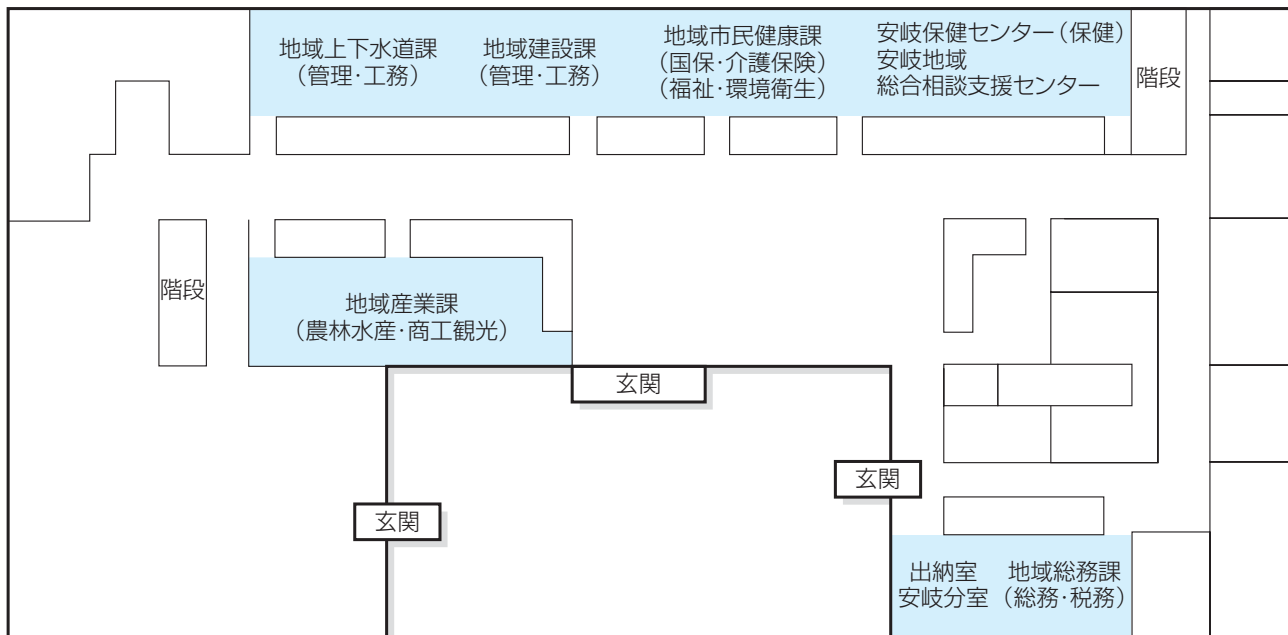 地域上下水道課
（管理・工務）
地域建設課
（管理・工務）
地域市民健康課
（国保・介護保険）
（福祉・環境衛生）
安岐保健センター（保健）
安岐地域
総合相談支援センター
階段
階段
地域産業課
（農林水産・商工観光）
玄関
玄関
玄関
出納室
安岐分室
地域総務課
（総務・税務）